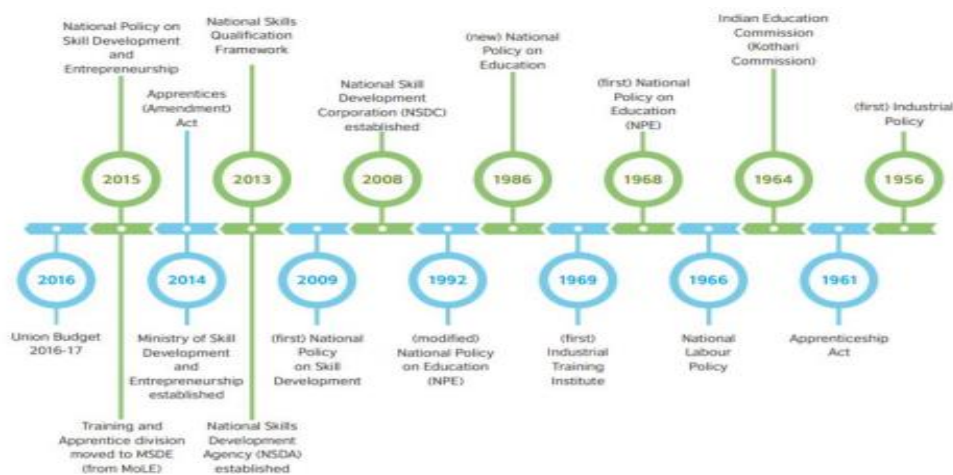 National Policy on
Skill Development
and
Entrepreneurship
National Skills
Qualification
Framework
Apprentices
(Amendment)
Act
National Skill
Development
Corporation (NSDC)
established
(new) National
Policy on
Education
(first) National
Policy on
Education
(NPE)
Indian Education
Commission
(Kothari
Commission)
(first) Industrial
Policy
2015
2013
2008
1986
1968
1964
1956
2016
2014
2009
1992
1969
1966
1961
Union Budget
2016-17
Ministry of Skill
Development
and
Entrepreneurship
established
(first) National
Policy
on Skill
Development
(modified)
National Policy
on Education
(NPE)
(first)
Industrial
Training
Institute
National
Labour
Policy
Apprenticeship
Act
Training and
Apprentice division
moved to MSDE
(from MoLE)
National Skills
Development
Agency (NSDA)
established